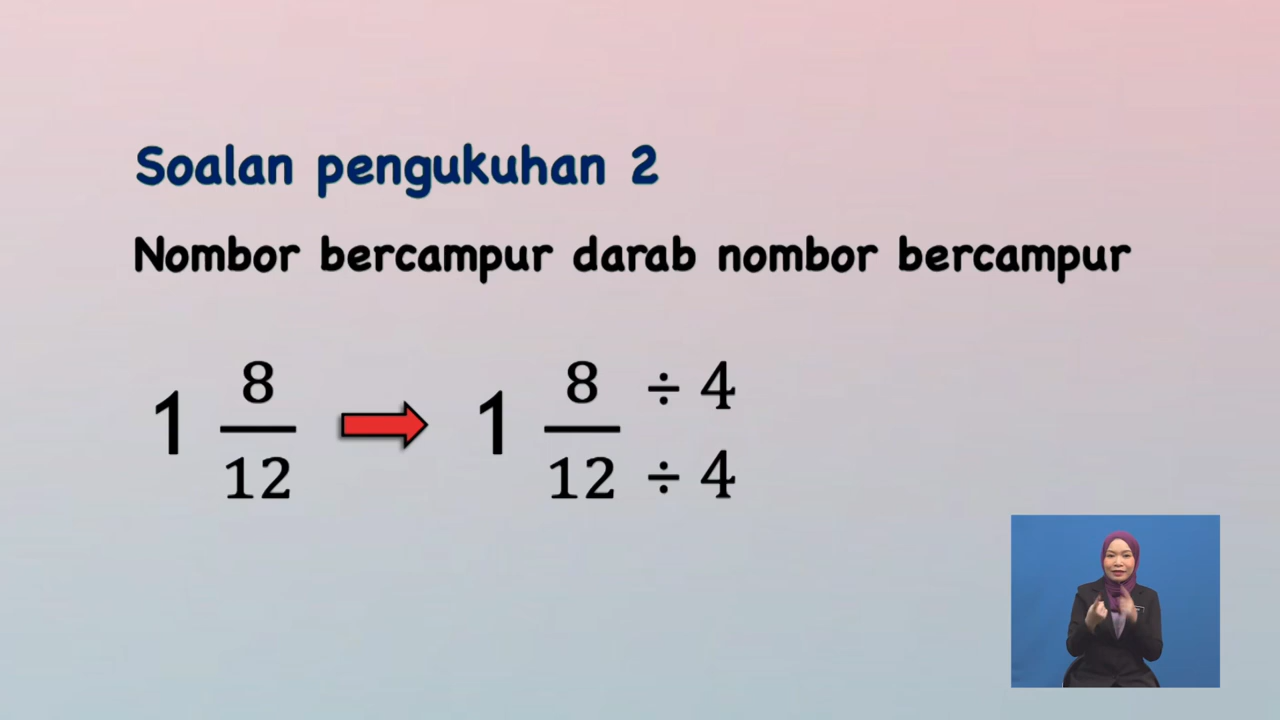 Soalan pengukuhan 2
Nombor bercampur darab nombor bercampur
1 8/12 1 8/12 ÷ 4 ÷ 4